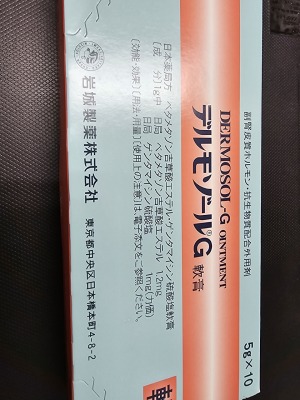 副腎皮質ホルモン・抗生物質配合外用剤
5g×10
DERMOSOL-G OINTMENT
デルモゾールG 軟膏
日本薬局方 ベタメタゾン吉草酸エステル・ゲンタマイシン硫酸塩軟膏
【成 分】1g中 日局 ベタメタゾン吉草酸エステル 1.2mg
日局 ゲンタマイシン硫酸塩 1mg(力価)
【効能・効果】【用法・用量】【使用上の注意】は、電子添文をご参照ください。
岩城製薬株式会社 東京都中央区日本橋本町4-8-2